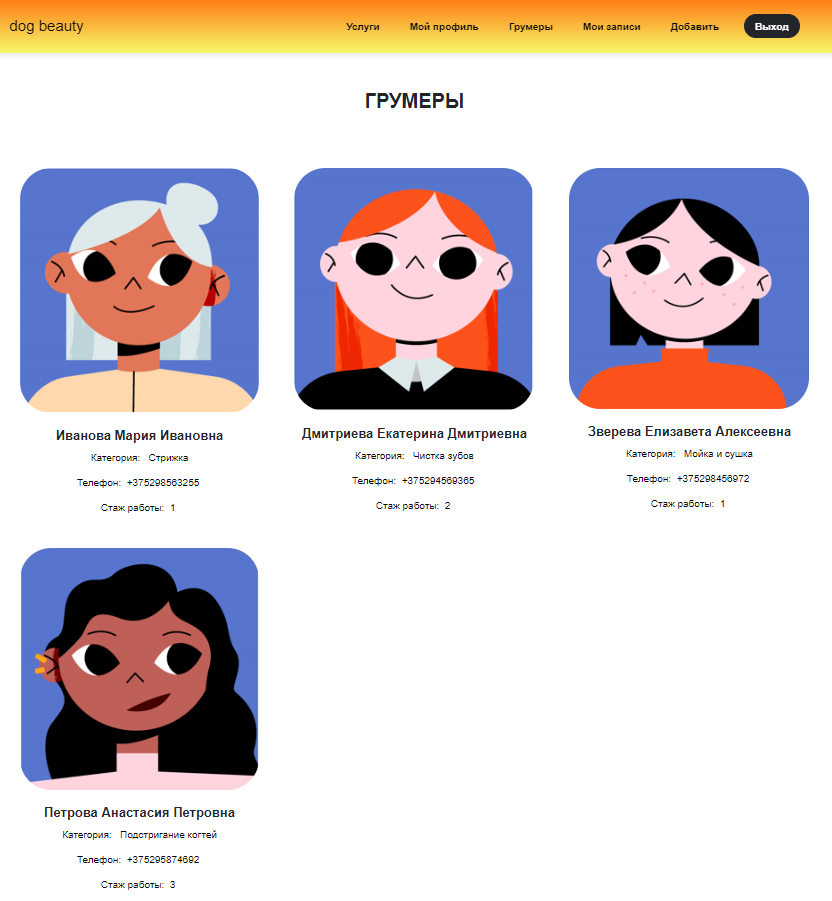 dog beauty
Услуги
Мой профиль
Грумеры
Мои записи
Добавить
Выход
ГРУМЕРЫ
Иванова Мария Ивановна
Категория: Стрижка
Телефон: +375298563255
Стаж работы: 1
Дмитриева Екатерина Дмитриевна
Категория: Чистка зубов
Телефон: +375294569365
Стаж работы: 2
Зверева Елизавета Алексеевна
Категория: Мойка и сушка
Телефон: +375298456972
Стаж работы: 1
Петрова Анастасия Петровна
Категория: Подстригание когтей
Телефон: +375295874692
Стаж работы: 3